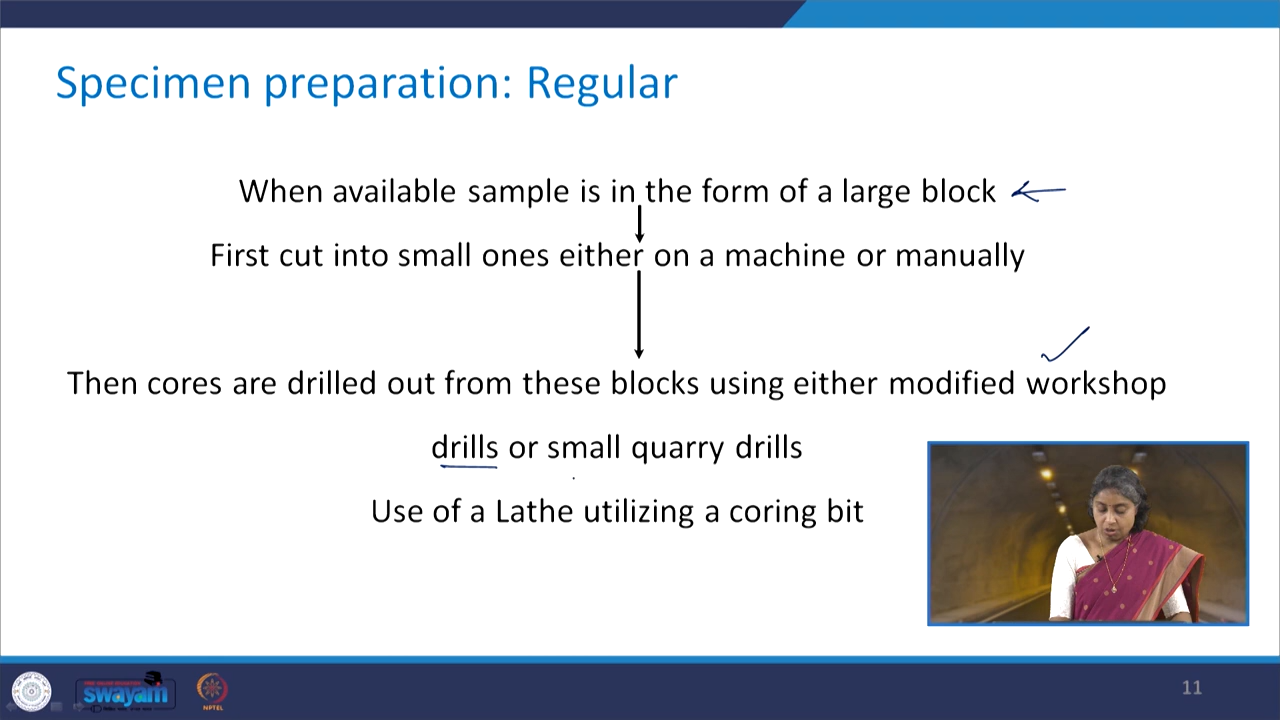 Specimen preparation: Regular
When available sample is in the form of a large block
First cut into small ones either on a machine or manually
Then cores are drilled out from these blocks using either modified workshop
drills or small quarry drills
Use of a Lathe utilizing a coring bit
swayam
NPTEL
11